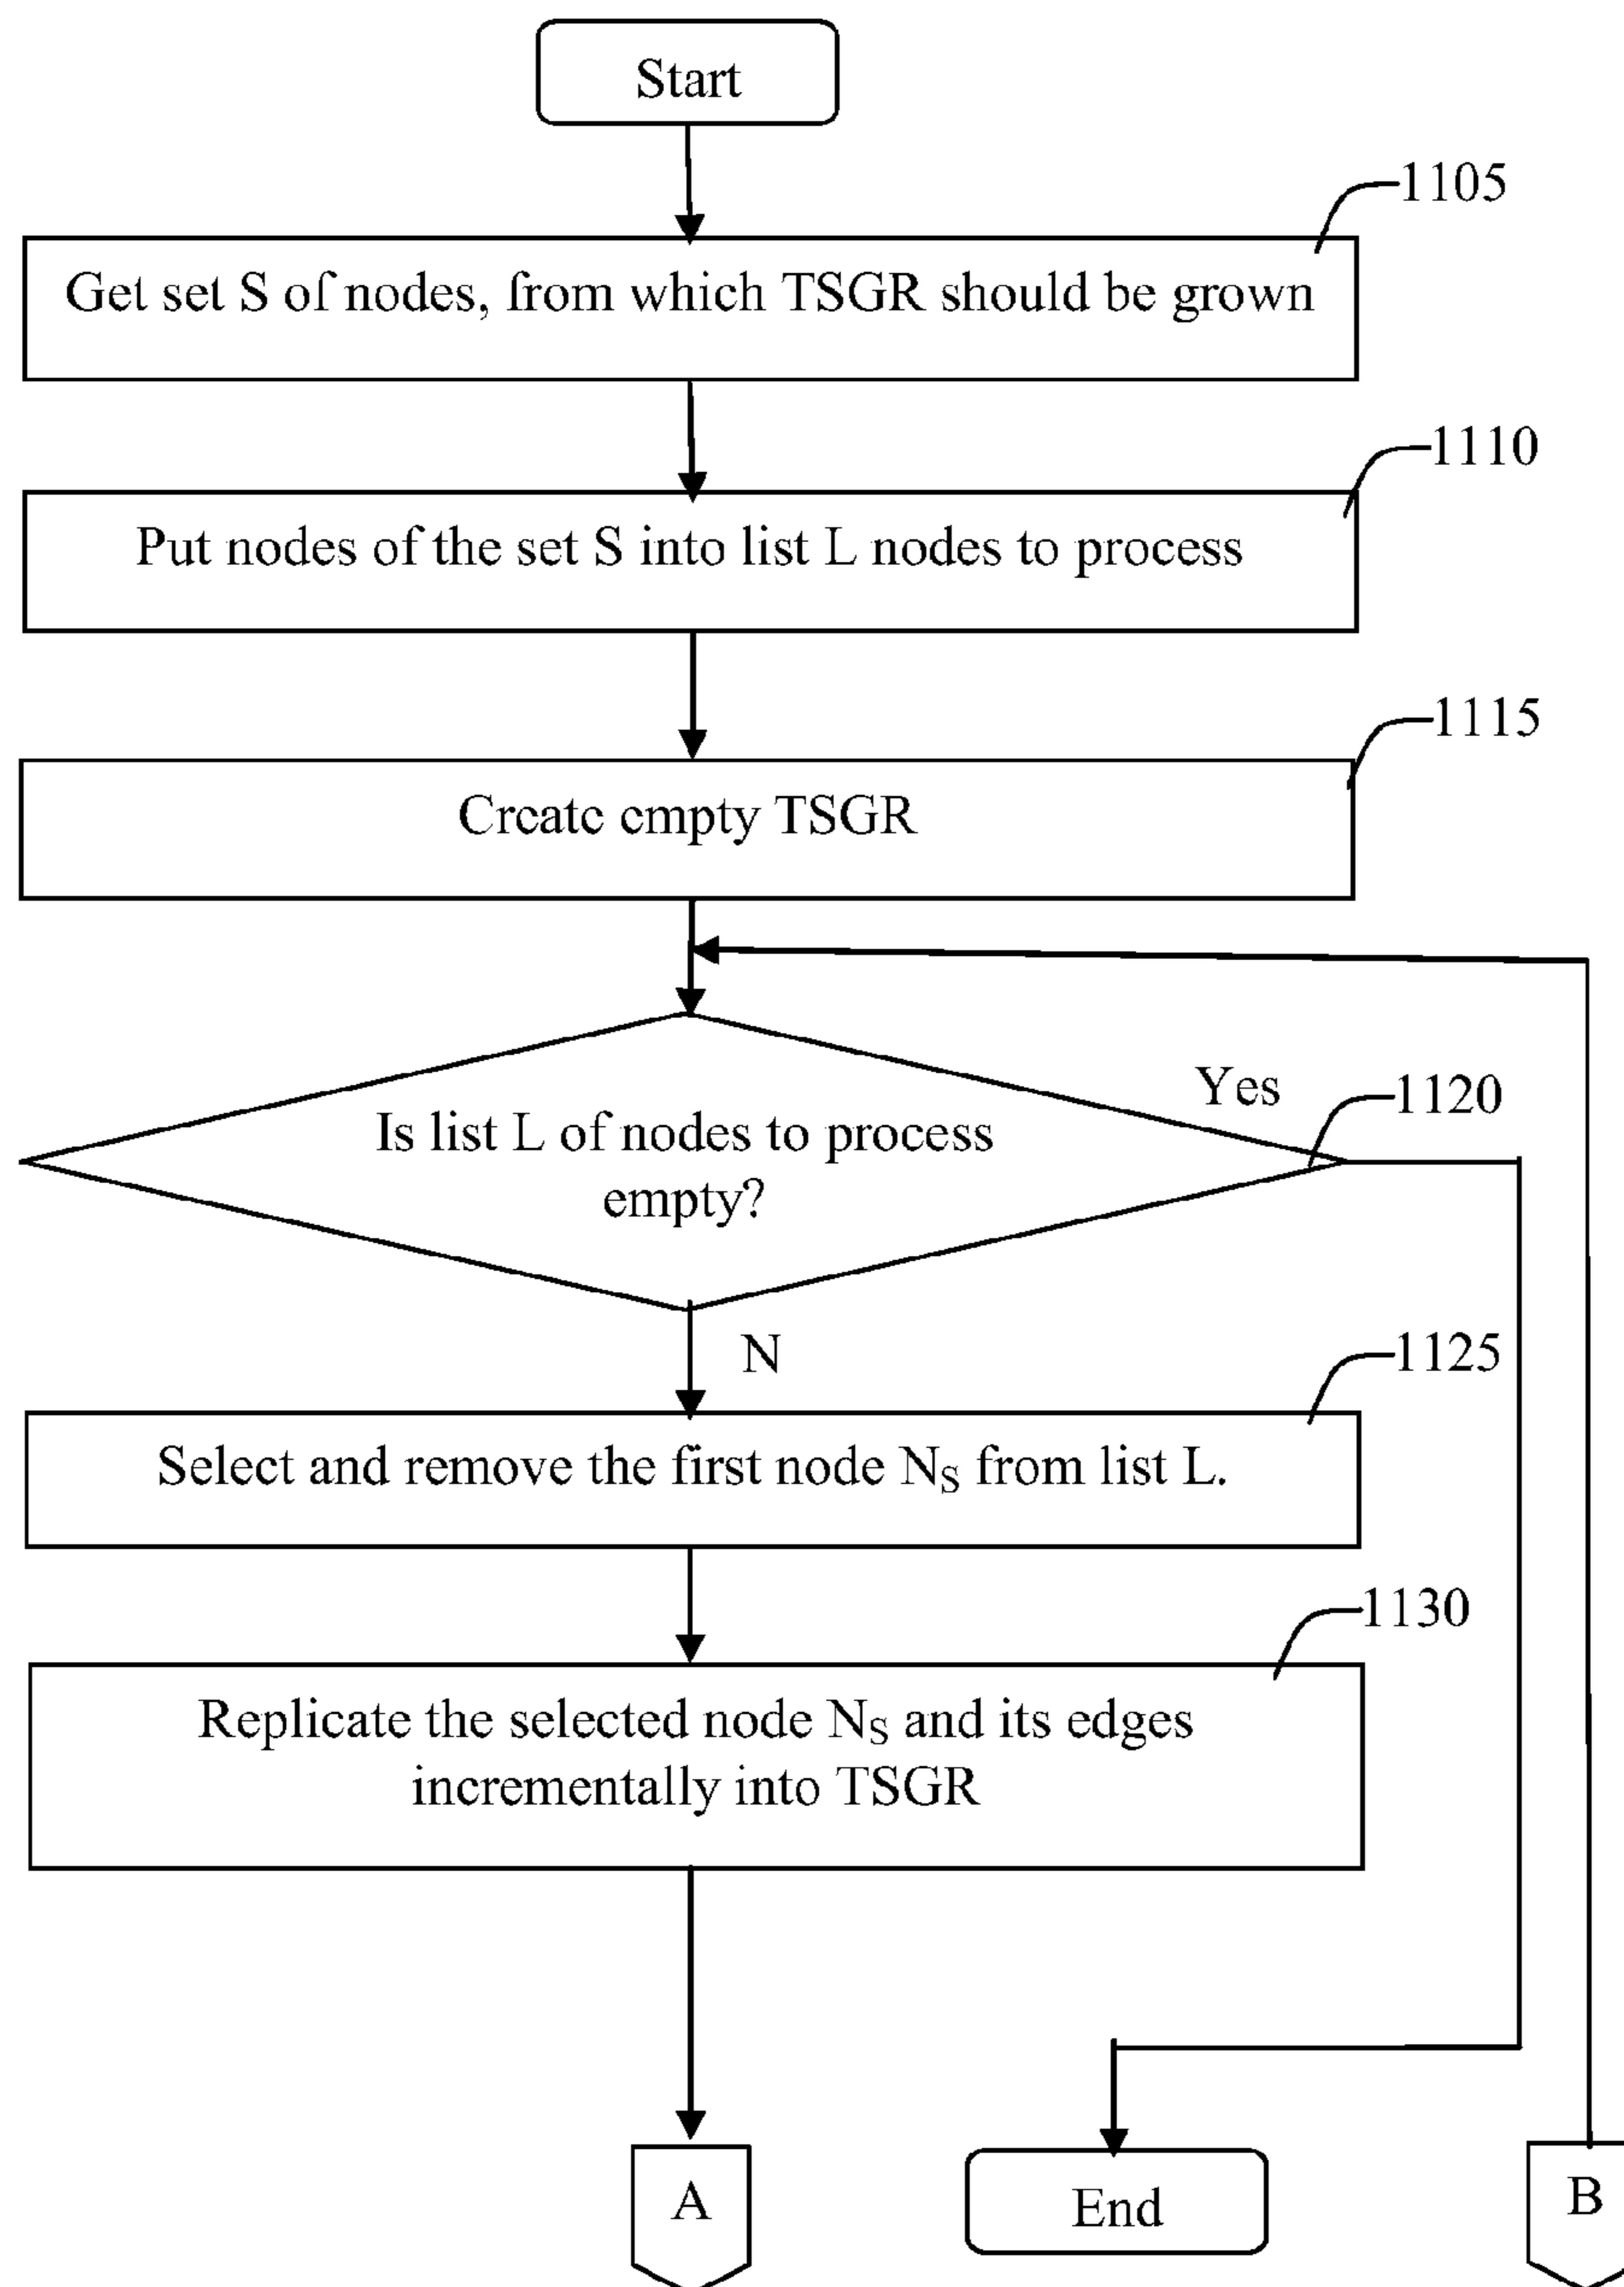 Start
1105
Get set S of nodes, from which TSGR should be grown
1110
Put nodes of the set S into list L nodes to process
1115
Create empty TSGR
Yes
1120
Is list L of nodes to process
empty?
N
1125
Select and remove the first node NS from list L.
1130
Replicate the selected node NS and its edges
incrementally into TSGR
A
End
B